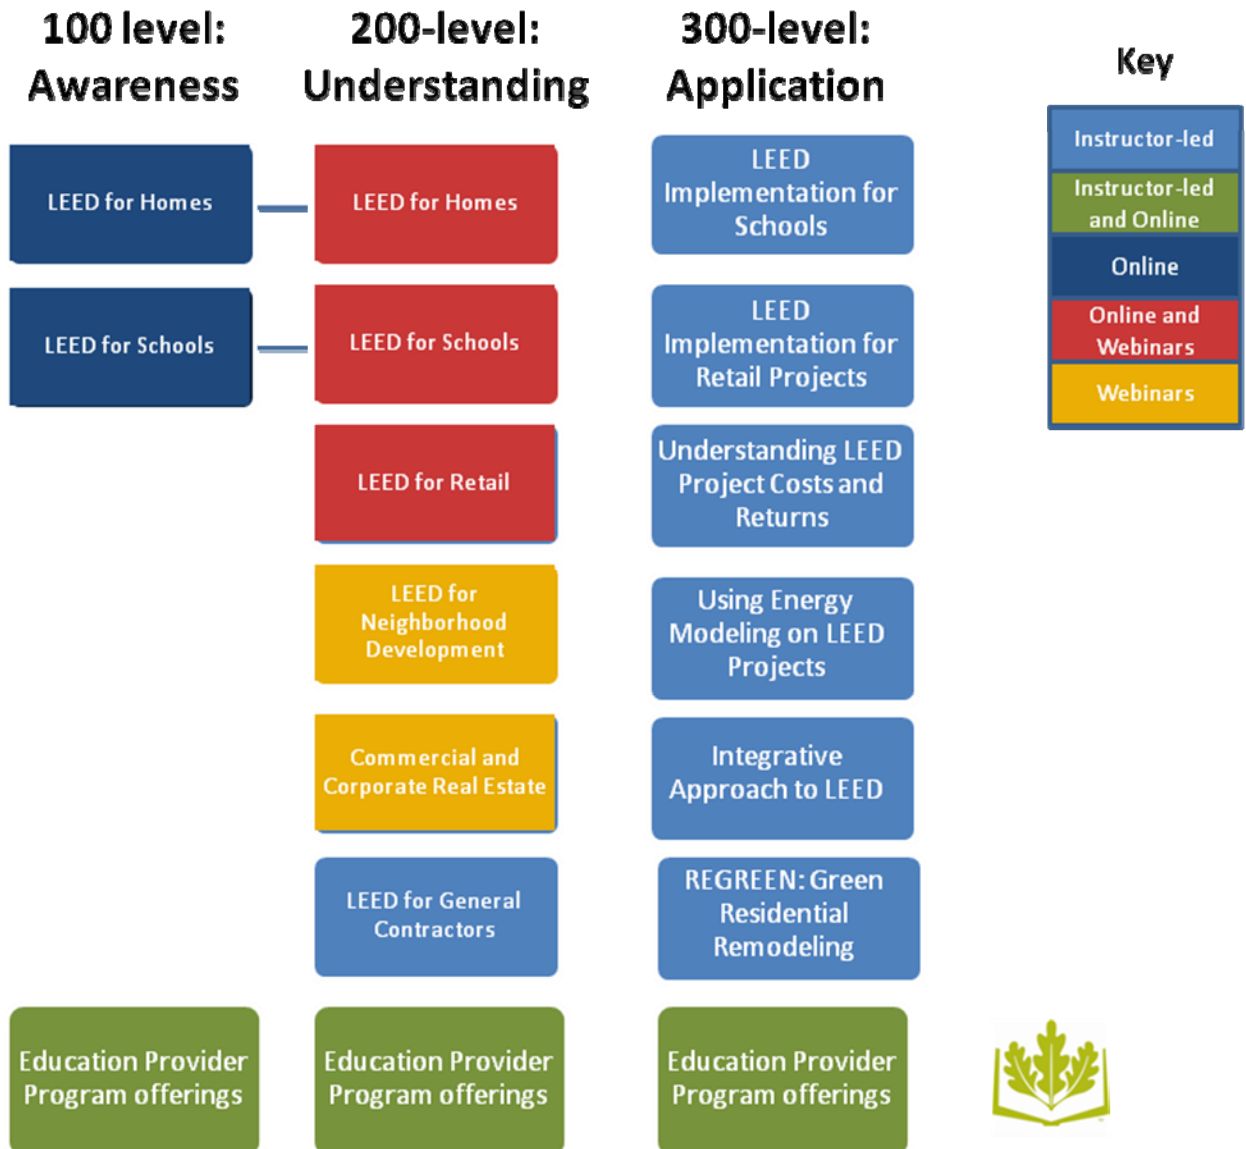 100 level:
Awareness
200-level:
Understanding
300-level:
Application
Key
LEED for Homes
LEED for Schools
LEED for Homes
LEED for Schools
LEED for Retail
LEED for
Neighborhood
Development
Commercial and
Corporate Real Estate
LEED for General
Contractors
LEED
Implementation for
Schools
LEED
Implementation for
Retail Projects
Understanding LEED
Project Costs and
Returns
Using Energy
Modeling on LEED
Projects
Integrative
Approach to LEED
REGREEN: Green
Residential
Remodeling
Instructor-led
Instructor-led
and Online
Online
Online and
Webinars
Webinars
Education Provider
Program offerings
Education Provider
Program offerings
Education Provider
Program offerings